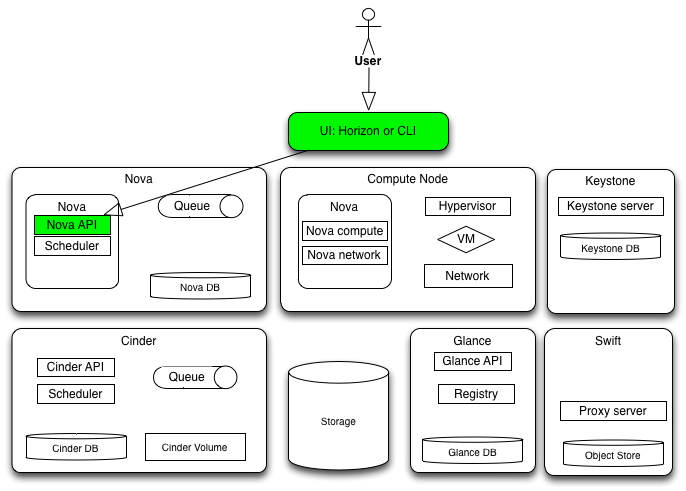 User
UI: Horizon or CLI
Nova
Nova
Nova API
Scheduler
Queue
Nova DB
Compute Node
Nova
Nova compute
Nova network
Hypervisor
VM
Network
Keystone
Keystone server
Keystone DB
Cinder
Cinder API
Scheduler
Queue
Cinder DB
Cinder Volume
Storage
Glance
Glance API
Registry
Glance DB
Swift
Proxy server
Object Store